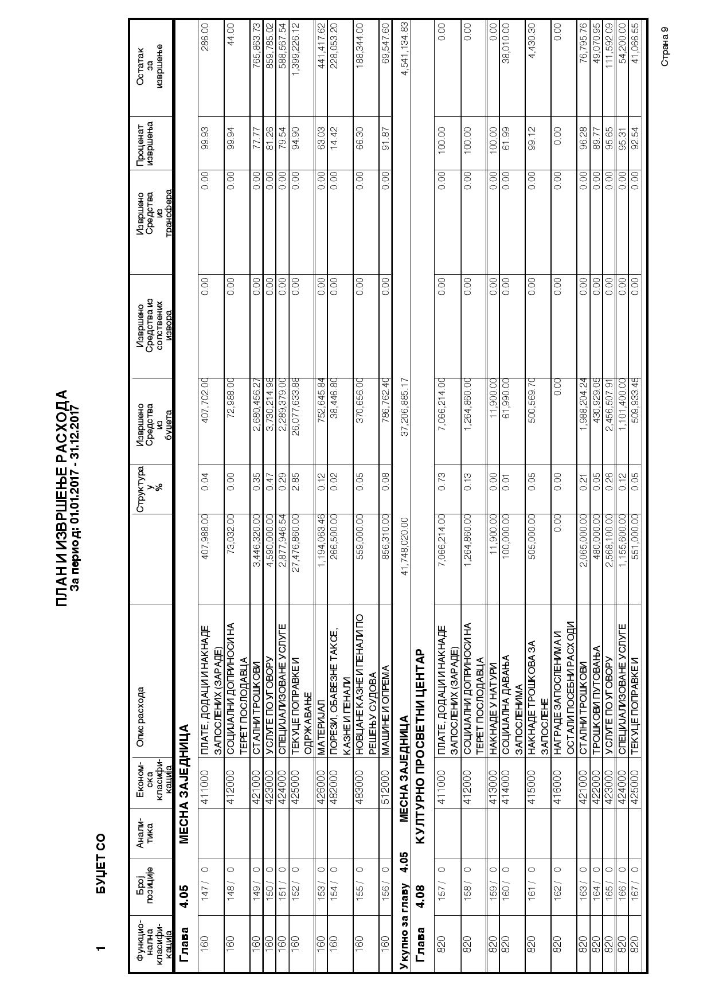 ПЛАН И ИЗВРШЕЊЕ РАСХОДА
За период: 01.01.2017 - 31.12.2017
1 БУЏЕТ СО
Функцио-нална класифи-кација Број позиције Анали-тика Економ-ска класифи-кација Опис расхода Структура у % Извршено Средства из буџета Извршено Средства из сопствених извора Извршено Средства из трансфера Проценат извршења Остатак за извршење
Глава 4.05 МЕСНА ЗАЈЕДНИЦА
160 147 / 0 411000 ПЛАТЕ, ДОДАЦИ И НАКНАДЕ 407,988.00 0.04 407,702.00 0.00 0.00 99.93 286.00
ЗАПОСЛЕНИХ (ЗАРАДЕ)
160 148 / 0 412000 СОЦИЈАЛНИ ДОПРИНОСИ НА 73,032.00 0.00 72,988.00 0.00 0.00 99.94 44.00
ТЕРЕТ ПОСЛОДАВЦА
160 149 / 0 421000 СТАЛНИ ТРОШКОВИ 3,446,320.00 0.35 2,680,456.27 0.00 0.00 77.77 765,863.73
160 150 / 0 423000 УСЛУГЕ ПО УГОВОРУ 4,590,000.00 0.47 3,730,214.98 0.00 0.00 81.26 859,785.02
160 151 / 0 424000 СПЕЦИЈАЛИЗОВАНЕ УСЛУГЕ 2,877,946.54 0.29 2,289,379.00 0.00 0.00 79.54 588,567.54
160 152 / 0 425000 ТЕКУЦЕ ПОПРАВКЕ И 27,476,860.00 2.85 26,077,633.88 0.00 0.00 94.90 1,399,226.12
ОДРЖАВАЊЕ
160 153 / 0 426000 МАТЕРИЈАЛ 1,194,063.46 0.12 752,645.84 0.00 0.00 63.03 441,417.62
160 154 / 0 482000 ПОРЕЗИ, ОБАВЕЗНЕ ТАКСЕ, 266,500.00 0.02 38,446.80 0.00 0.00 14.42 228,053.20
КАЗНЕ И ПЕНАЛИ
160 155 / 0 483000 НОВЦАНЕ КАЗНЕ И ПЕНАЛИ ПО 559,000.00 0.05 370,656.00 0.00 0.00 66.30 188,344.00
РЕШЕЊУ СУДОВА
160 156 / 0 512000 МАШИНЕ И ОПРЕМА 856,310.00 0.08 786,762.40 0.00 0.00 91.87 69,547.60
Укупно за главу 4.05 МЕСНА ЗАЈЕДНИЦА 41,748,020.00 37,206,885.17 4,541,134.83
Глава 4.08 КУЛТУРНО ПРОСВЕТНИ ЦЕНТАР
820 157 / 0 411000 ПЛАТЕ, ДОДАЦИ И НАКНАДЕ 7,066,214.00 0.73 7,066,214.00 0.00 0.00 100.00 0.00
ЗАПОСЛЕНИХ (ЗАРАДЕ)
820 158 / 0 412000 СОЦИЈАЛНИ ДОПРИНОСИ НА 1,264,860.00 0.13 1,264,860.00 0.00 0.00 100.00 0.00
ТЕРЕТ ПОСЛОДАВЦА
820 159 / 0 413000 НАКНАДЕ У НАТУРИ 11,900.00 0.00 11,900.00 0.00 0.00 100.00 0.00
820 160 / 0 414000 СОЦИЈАЛНА ДАВАЊА 100,000.00 0.01 61,990.00 0.00 0.00 61.99 38,010.00
ЗАПОСЛЕНИМА
820 161 / 0 415000 НАКНАДЕ ТРОШКОВА ЗА 505,000.00 0.05 500,569.70 0.00 0.00 99.12 4,430.30
ЗАПОСЛЕНЕ
820 162 / 0 416000 НАГРАДЕ ЗАПОСЛЕНИМА И 0.00 0.00 0.00 0.00 0.00 0.00 0.00
ОСТАЛИ ПОСЕБНИ РАСХОДИ
820 163 / 0 421000 СТАЛНИ ТРОШКОВИ 2,065,000.00 0.21 1,988,204.24 0.00 0.00 96.28 76,795.76
820 164 / 0 422000 ТРОШКОВИ ПУТОВАЊА 480,000.00 0.05 430,929.05 0.00 0.00 89.77 49,070.95
820 165 / 0 423000 УСЛУГЕ ПО УГОВОРУ 2,568,100.00 0.26 2,456,507.91 0.00 0.00 95.65 111,592.09
820 166 / 0 424000 СПЕЦИЈАЛИЗОВАНЕ УСЛУГЕ 1,155,600.00 0.12 1,101,400.00 0.00 0.00 95.31 54,200.00
820 167 / 0 425000 ТЕКУЦЕ ПОПРАВКЕ И 551,000.00 0.05 509,933.45 0.00 0.00 92.54 41,066.55
Страна 9